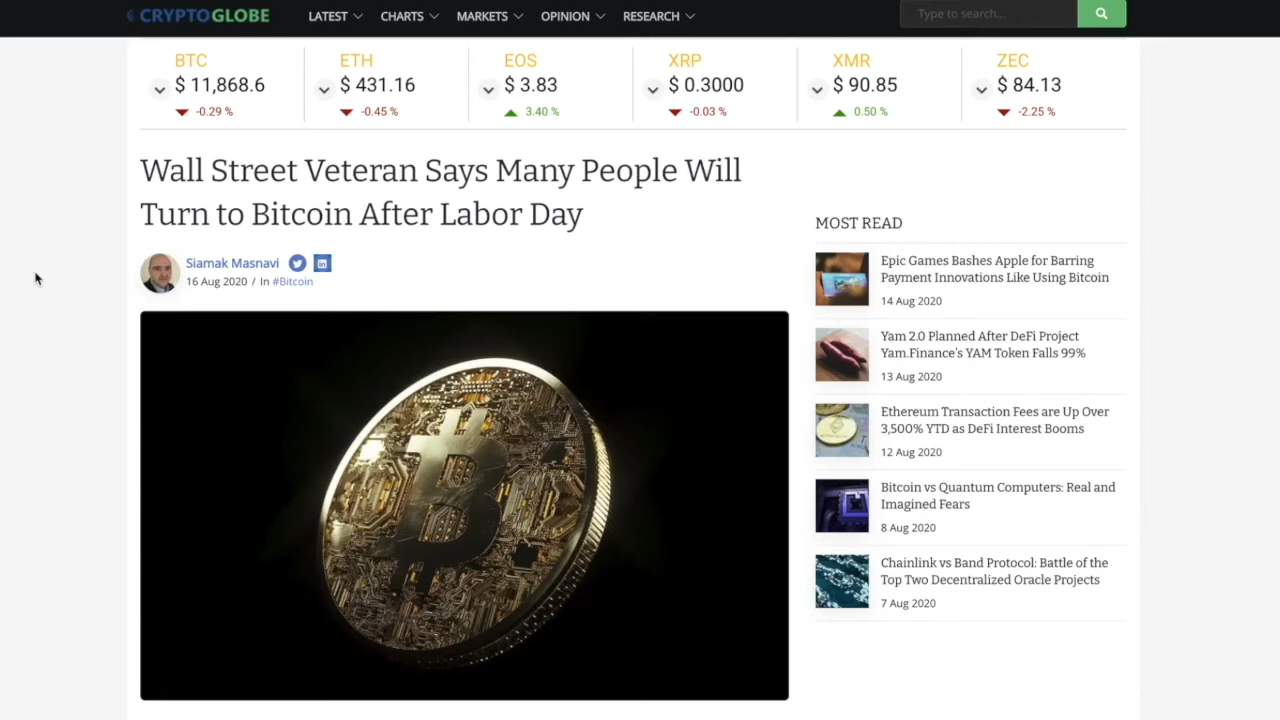 CRYPTOGLOBE
LATEST
CHARTS
MARKETS
OPINION
RESEARCH
Type to search...
BTC
$ 11,868.6
-0.29 %
ETH
$ 431.16
-0.45 %
EOS
$ 3.83
3.40 %
XRP
$ 0.3000
-0.03 %
XMR
$ 90.85
0.50 %
ZEC
$ 84.13
-2.25 %
Wall Street Veteran Says Many People Will
Turn to Bitcoin After Labor Day
Siamak Masnavi
16 Aug 2020 / In #Bitcoin
MOST READ
Epic Games Bashes Apple for Barring
Payment Innovations Like Using Bitcoin
14 Aug 2020
Yam 2.0 Planned After DeFi Project
Yam.Finance’s YAM Token Falls 99%
13 Aug 2020
Ethereum Transaction Fees are Up Over
3,500% YTD as DeFi Interest Booms
12 Aug 2020
Bitcoin vs Quantum Computers: Real and
Imagined Fears
8 Aug 2020
Chainlink vs Band Protocol: Battle of the
Top Two Decentralized Oracle Projects
7 Aug 2020